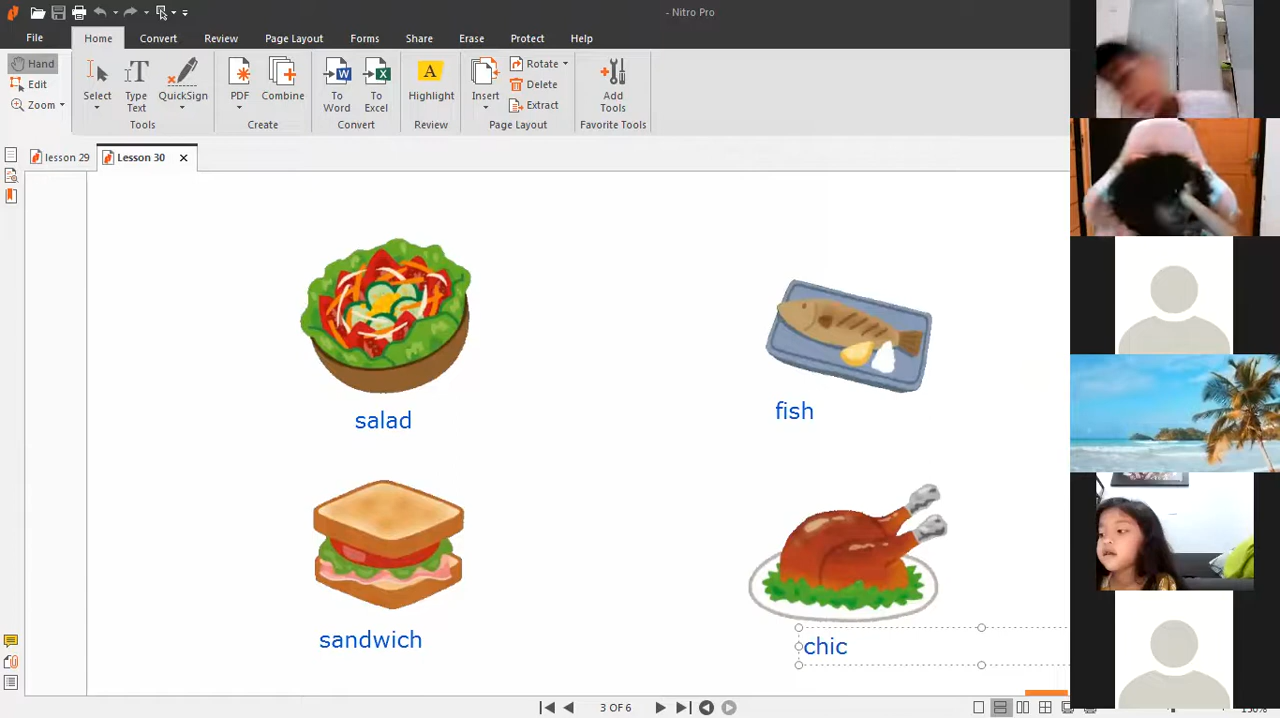 - Nitro Pro
File Home Convert Review Page Layout Forms Share Erase Protect Help
Hand
Edit
Zoom
Select
Type Text
QuickSign
Tools
PDF
Combine
Create
To Word
To Excel
Convert
Highlight
Review
Insert
Rotate
Delete
Extract
Page Layout
Add Tools
Favorite Tools
lesson 29 Lesson 30
salad
fish
sandwich
chic
3 OF 6